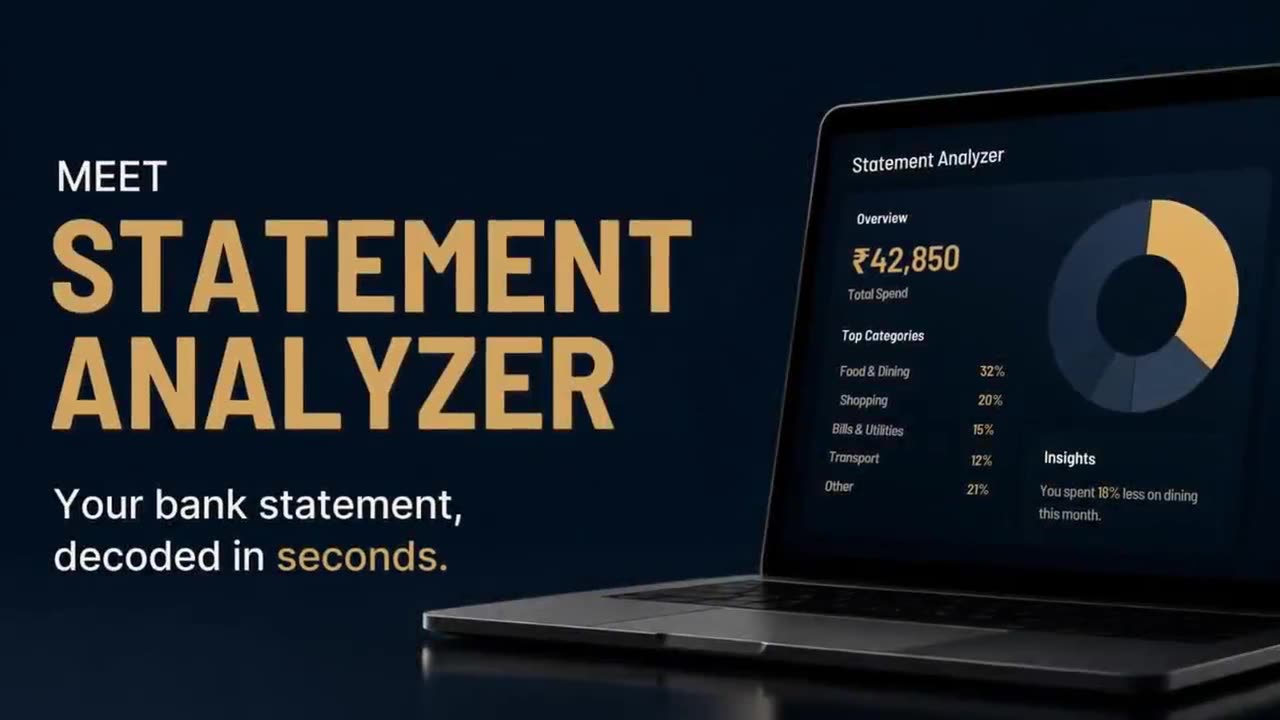 MEET
STATEMENT
ANALYZER
Your bank statement,
decoded in seconds.
Statement Analyzer
Overview
₹42,850
Total Spend
Top Categories
Food & Dining 32%
Shopping 20%
Bills & Utilities 15%
Transport 12%
Other 21%
Insights
You spent 18% less on dining
this month.